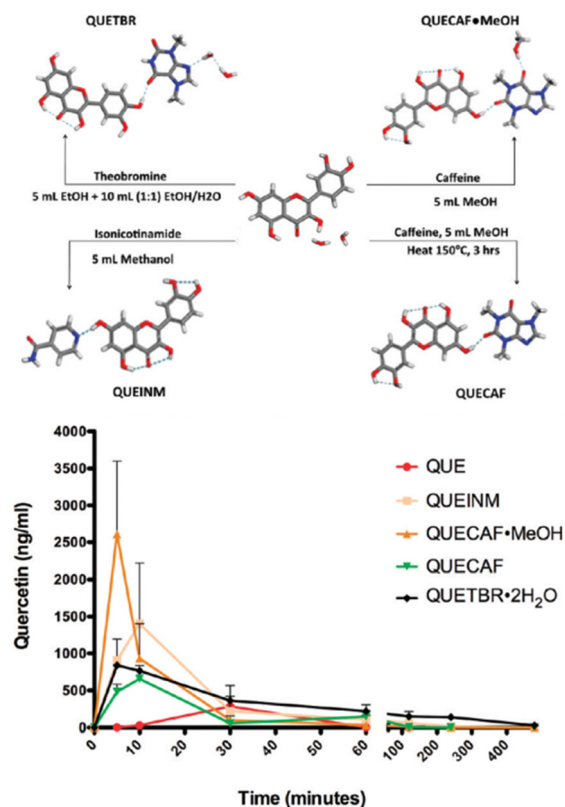 QUETBR
QUECAF•MeOH
Theobromine
5 mL EtOH + 10 mL (1:1) EtOH/H2O
Caffeine
5 mL MeOH
Isonicotinamide
5 mL Methanol
Caffeine, 5 mL MeOH
Heat 150°C, 3 hrs
QUEINM
QUECAF
Quercetin (ng/ml)
4000
3500
3000
2500
2000
1500
1000
500
0
QUE
QUEINM
QUECAF•MeOH
QUECAF
QUETBR•2H₂O
0 10 20 30 40 50 60 100 200 300 400
Time (minutes)